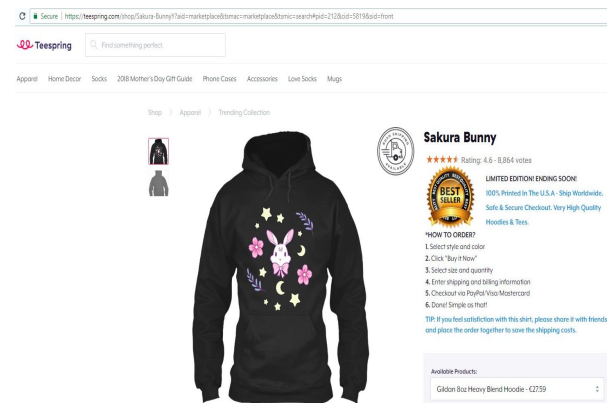 Secure | https://teespring.com/shop/Sakura-BunnyY?aid=marketplace&tsmac=marketplace&tsmic=search#pid=212&cid=5819&sid=front
Teespring
Find something perfect.
Apparel Home Decor Socks 2018 Mother's Day Gift Guide Phone Cases Accessories Love Socks Mugs
Shop Apparel Trending Collection
Sakura Bunny
Rating: 4.6 - 8,864 votes
BEST
SELLER
LIMITED EDITION! ENDING SOON!
100% Printed In The U.S.A - Ship Worldwide.
Safe & Secure Checkout. Very High Quality
Hoodies & Tees.
*HOW TO ORDER?
1. Select style and color
2. Click "Buy it Now"
3. Select size and quantity
4. Enter shipping and billing information
5. Checkout via PayPal/Visa/Mastercard
6. Done! Simple as that!
TIP: If you feel satisfiction with this shirt, please share it with friends
and place the order together to save the shipping costs.
Available Products:
Gildan 8oz Heavy Blend Hoodie - €27.59